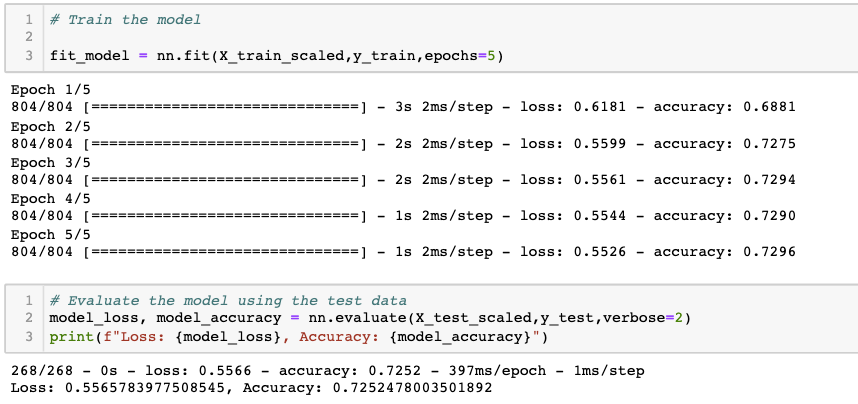 1 # Train the model
2
3 fit_model = nn.fit(X_train_scaled,y_train,epochs=5)
Epoch 1/5
804/804 [==============================] - 3s 2ms/step - loss: 0.6181 - accuracy: 0.6881
Epoch 2/5
804/804 [==============================] - 2s 2ms/step - loss: 0.5599 - accuracy: 0.7275
Epoch 3/5
804/804 [==============================] - 2s 2ms/step - loss: 0.5561 - accuracy: 0.7294
Epoch 4/5
804/804 [==============================] - 1s 2ms/step - loss: 0.5544 - accuracy: 0.7290
Epoch 5/5
804/804 [==============================] - 1s 2ms/step - loss: 0.5526 - accuracy: 0.7296
1 # Evaluate the model using the test data
2 model_loss, model_accuracy = nn.evaluate(X_test_scaled,y_test,verbose=2)
3 print(f"Loss: {model_loss}, Accuracy: {model_accuracy}")
268/268 - 0s - loss: 0.5566 - accuracy: 0.7252 - 397ms/epoch - 1ms/step
Loss: 0.5565783977508545, Accuracy: 0.7252478003501892